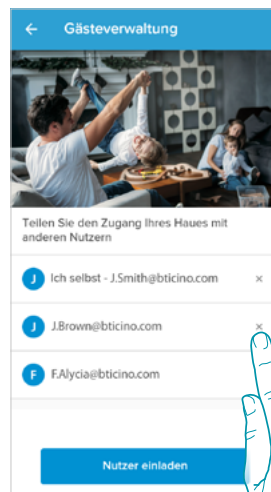 Gästeverwaltung
Teilen Sie den Zugang Ihres Haues mit
anderen Nutzern
J Ich selbst - J.Smith@bticino.com ×
J J.Brown@bticino.com ×
F F.Alycia@bticino.com
Nutzer einladen